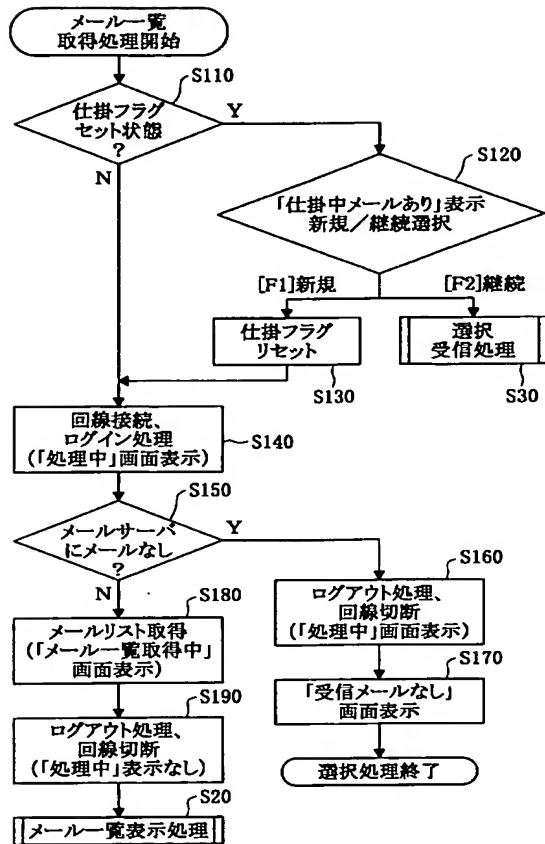 メール一覧
取得処理開始
S110
仕掛フラグ
セット状態
?
Y
N
S120
「仕掛中メールあり」表示
新規／継続選択
[F1]新規
[F2]継続
仕掛フラグ
リセット
選択
受信処理
S130
S30
回線接続、
ログイン処理
(「処理中」画面表示)
S140
S150
メールサーバ
にメールなし
?
Y
N
S160
ログアウト処理、
回線切断
(「処理中」画面表示)
S180
メールリスト取得
(「メール一覧取得中」
画面表示)
S170
「受信メールなし」
画面表示
S190
ログアウト処理、
回線切断
(「処理中」表示なし)
選択処理終了
S20
メール一覧表示処理